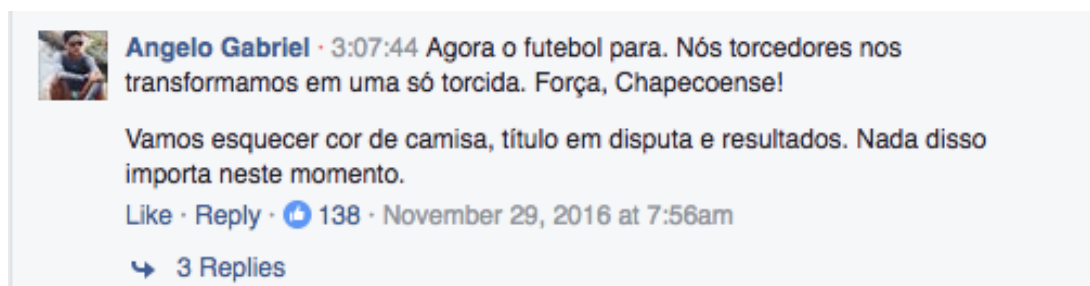 Angelo Gabriel · 3:07:44 Agora o futebol para. Nós torcedores nos
transformamos em uma só torcida. Força, Chapecoense!
Vamos esquecer cor de camisa, título em disputa e resultados. Nada disso
importa neste momento.
Like · Reply · 138 · November 29, 2016 at 7:56am
3 Replies